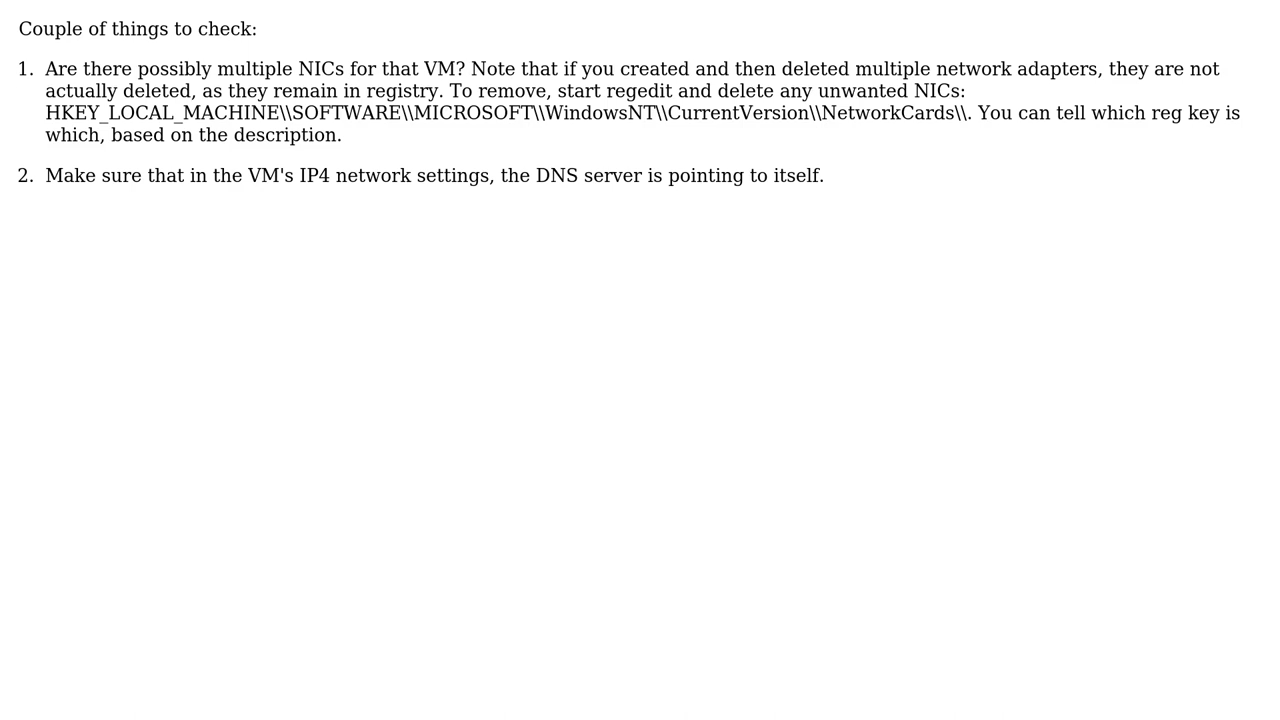 Couple of things to check:
1. Are there possibly multiple NICs for that VM? Note that if you created and then deleted multiple network adapters, they are not
actually deleted, as they remain in registry. To remove, start regedit and delete any unwanted NICs:
HKEY_LOCAL_MACHINE\\SOFTWARE\\MICROSOFT\\WindowsNT\\CurrentVersion\\NetworkCards\\. You can tell which reg key is
which, based on the description.
2. Make sure that in the VM's IP4 network settings, the DNS server is pointing to itself.